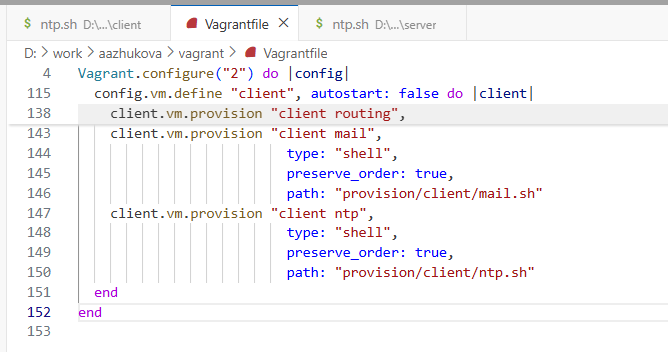 $ ntp.sh D:\...\client Vagrantfile × $ ntp.sh D:\...\server
D: > work > aazhukova > vagrant > Vagrantfile
4 Vagrant.configure("2") do |config|
115 config.vm.define "client", autostart: false do |client|
138 client.vm.provision "client routing",
143 client.vm.provision "client mail",
144 type: "shell",
145 preserve_order: true,
146 path: "provision/client/mail.sh"
147 client.vm.provision "client ntp",
148 type: "shell",
149 preserve_order: true,
150 path: "provision/client/ntp.sh"
151 end
152 end
153